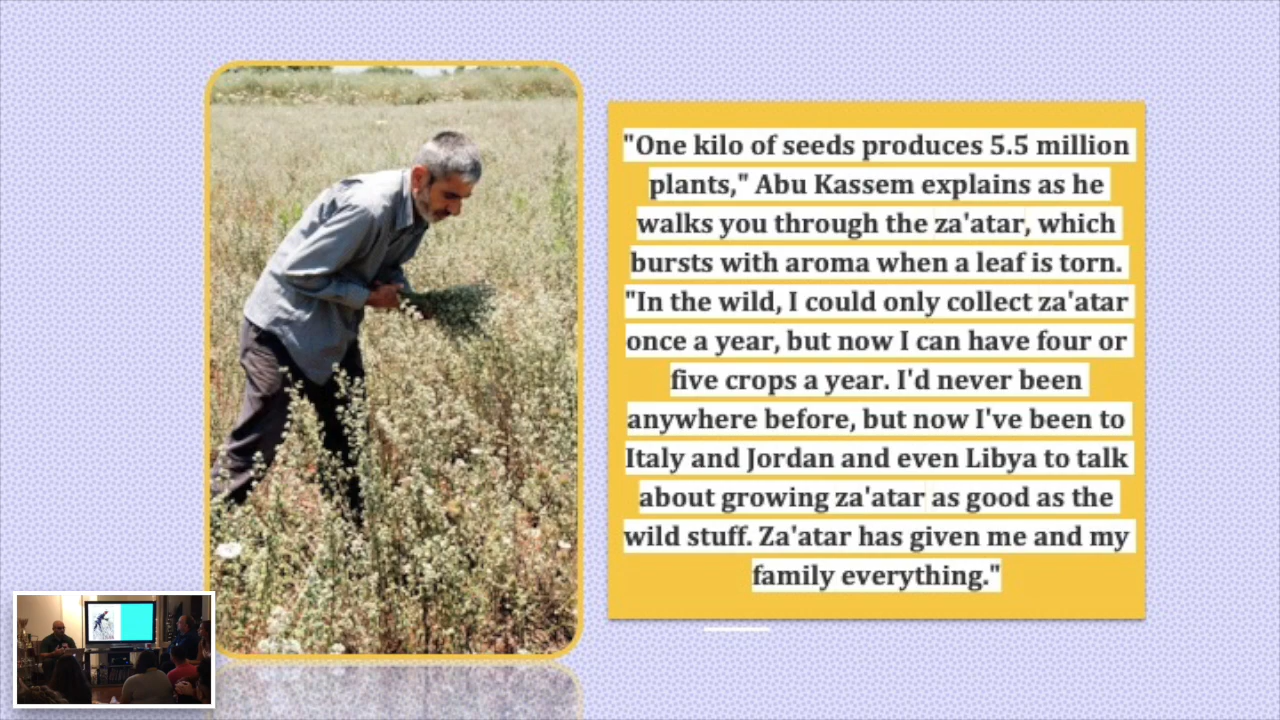 "One kilo of seeds produces 5.5 million
plants," Abu Kassem explains as he
walks you through the za'atar, which
bursts with aroma when a leaf is torn.
"In the wild, I could only collect za'atar
once a year, but now I can have four or
five crops a year. I'd never been
anywhere before, but now I've been to
Italy and Jordan and even Libya to talk
about growing za'atar as good as the
wild stuff. Za'atar has given me and my
family everything."